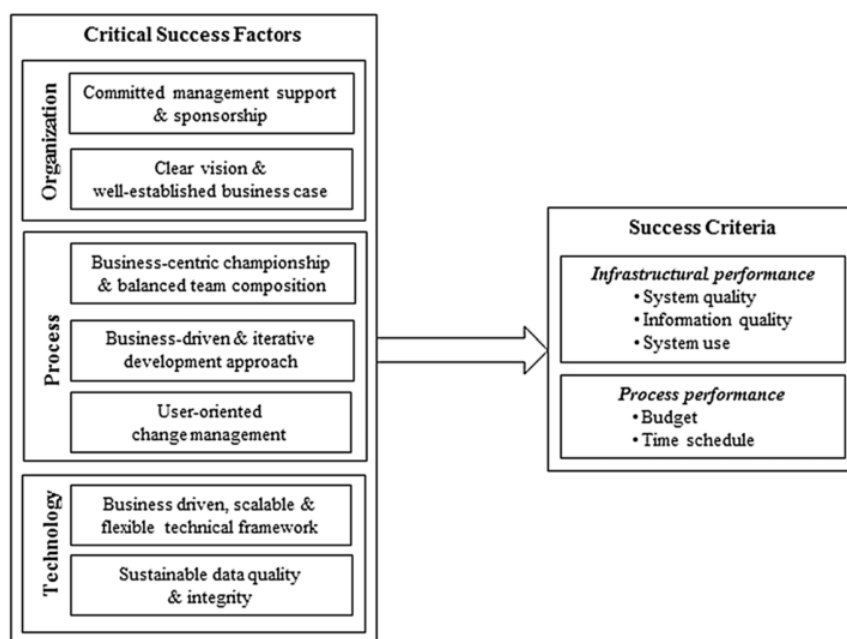 Critical Success Factors
Organization
Committed management support
& sponsorship
Clear vision &
well-established business case
Process
Business-centric championship
& balanced team composition
Business-driven & iterative
development approach
User-oriented
change management
Technology
Business driven, scalable &
flexible technical framework
Sustainable data quality
& integrity
Success Criteria
Infrastructural performance
• System quality
• Information quality
• System use
Process performance
• Budget
• Time schedule